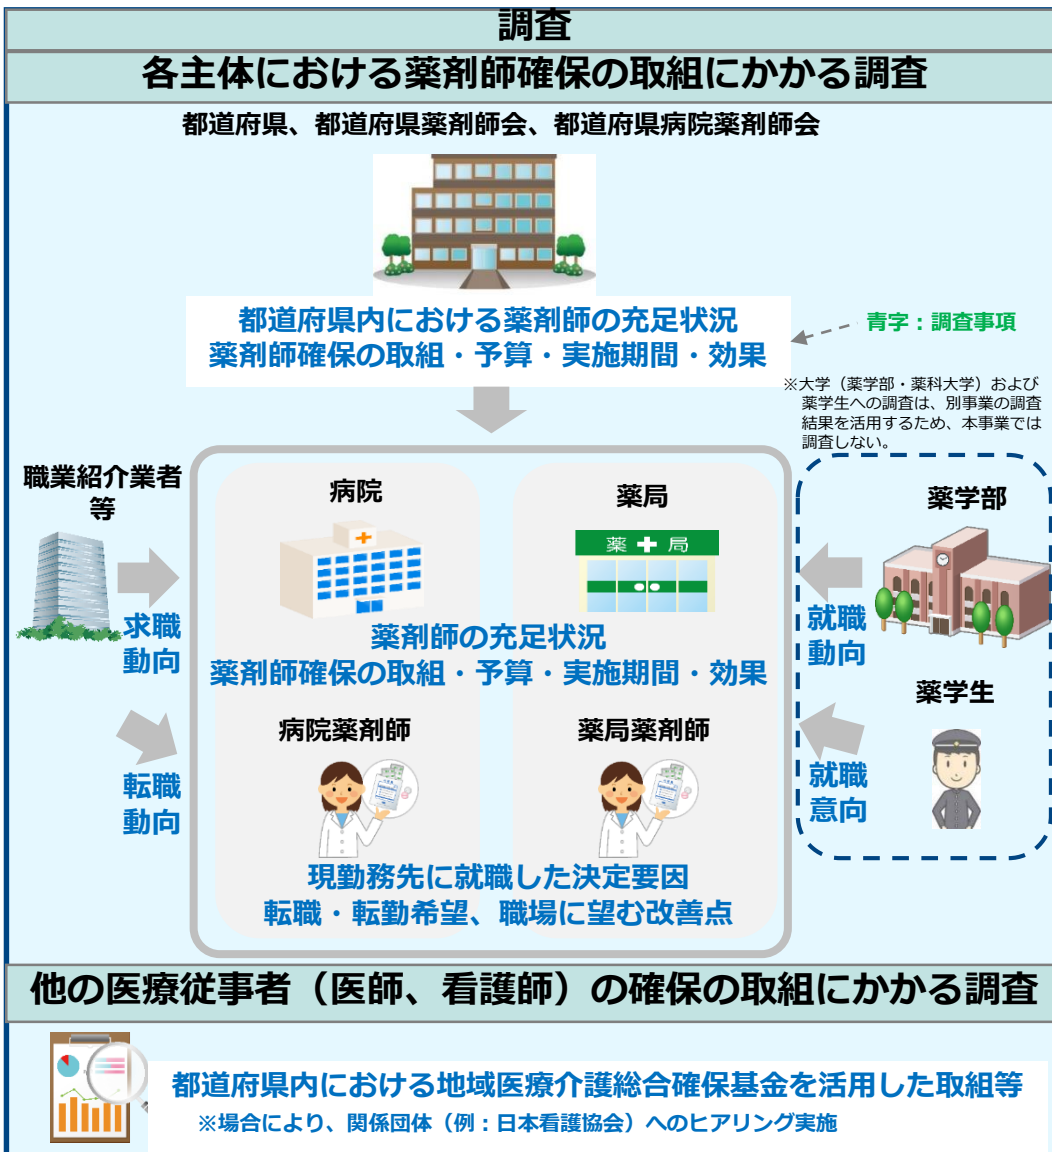 調査
各主体における薬剤師確保の取組にかかる調査
都道府県、都道府県薬剤師会、都道府県病院薬剤師会
都道府県内における薬剤師の充足状況
薬剤師確保の取組・予算・実施期間・効果
青字：調査事項
※大学（薬学部・薬科大学）および
薬学生への調査は、別事業の調査
結果を活用するため、本事業では
調査しない。
職業紹介業者
等
病院
薬局
薬学部
薬 局
求職
動向
就職
動向
薬剤師の充足状況
薬剤師確保の取組・予算・実施期間・効果
薬学生
病院薬剤師
薬局薬剤師
転職
動向
就職
意向
現勤務先に就職した決定要因
転職・転勤希望、職場に望む改善点
他の医療従事者（医師、看護師）の確保の取組にかかる調査
都道府県内における地域医療介護総合確保基金を活用した取組等
※場合により、関係団体（例：日本看護協会）へのヒアリング実施